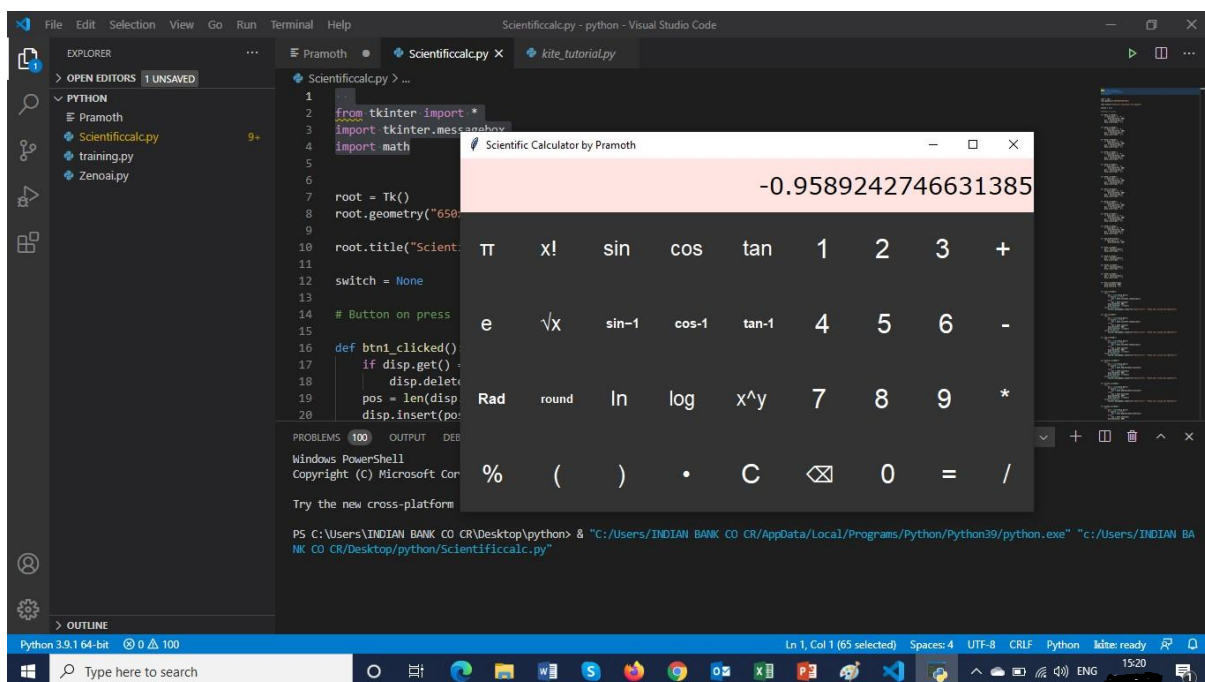 File Edit Selection View Go Run Terminal Help
Scientificcalc.py - python - Visual Studio Code
EXPLORER
OPEN EDITORS 1 UNSAVED
PYTHON
Pramoth
Scientificcalc.py 9+
training.py
Zenoai.py
OUTLINE
Pramoth Scientificcalc.py kite_tutorial.py
Scientificcalc.py > ...
1
2 from tkinter import *
3 import tkinter.messagebox
4 import math
5
6
7 root = Tk()
8 root.geometry("650
9
10 root.title("Scient
11
12 switch = None
13
14 # Button on press
15
16 def btn1_clicked()
17 if disp.get() =
18 disp.delet
19 pos = len(disp
20 disp.insert(po
Scientific Calculator by Pramoth
-0.9589242746631385
π x! sin cos tan 1 2 3 +
e √x sin−1 cos-1 tan-1 4 5 6 -
Rad round ln log x^y 7 8 9 *
% ( ) • C ⌫ 0 = /
PROBLEMS 100 OUTPUT DEB
Windows PowerShell
Copyright (C) Microsoft Cor
Try the new cross-platform
PS C:\Users\INDIAN BANK CO CR\Desktop\python> & "C:/Users/INDIAN BANK CO CR/AppData/Local/Programs/Python/Python39/python.exe" "c:/Users/INDIAN BA
NK CO CR/Desktop/python/Scientificcalc.py"
Python 3.9.1 64-bit 0 100 Ln 1, Col 1 (65 selected) Spaces: 4 UTF-8 CRLF Python kite: ready
Type here to search
ENG 15:20